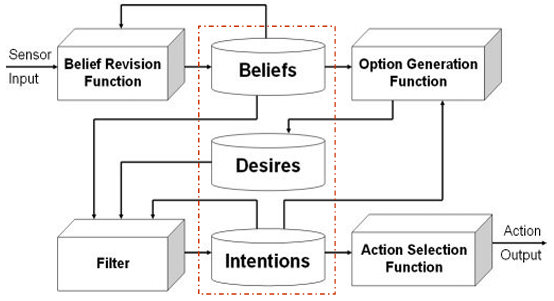 Sensor
Input
Belief Revision
Function
Beliefs
Option Generation
Function
Desires
Filter
Intentions
Action Selection
Function
Action
Output